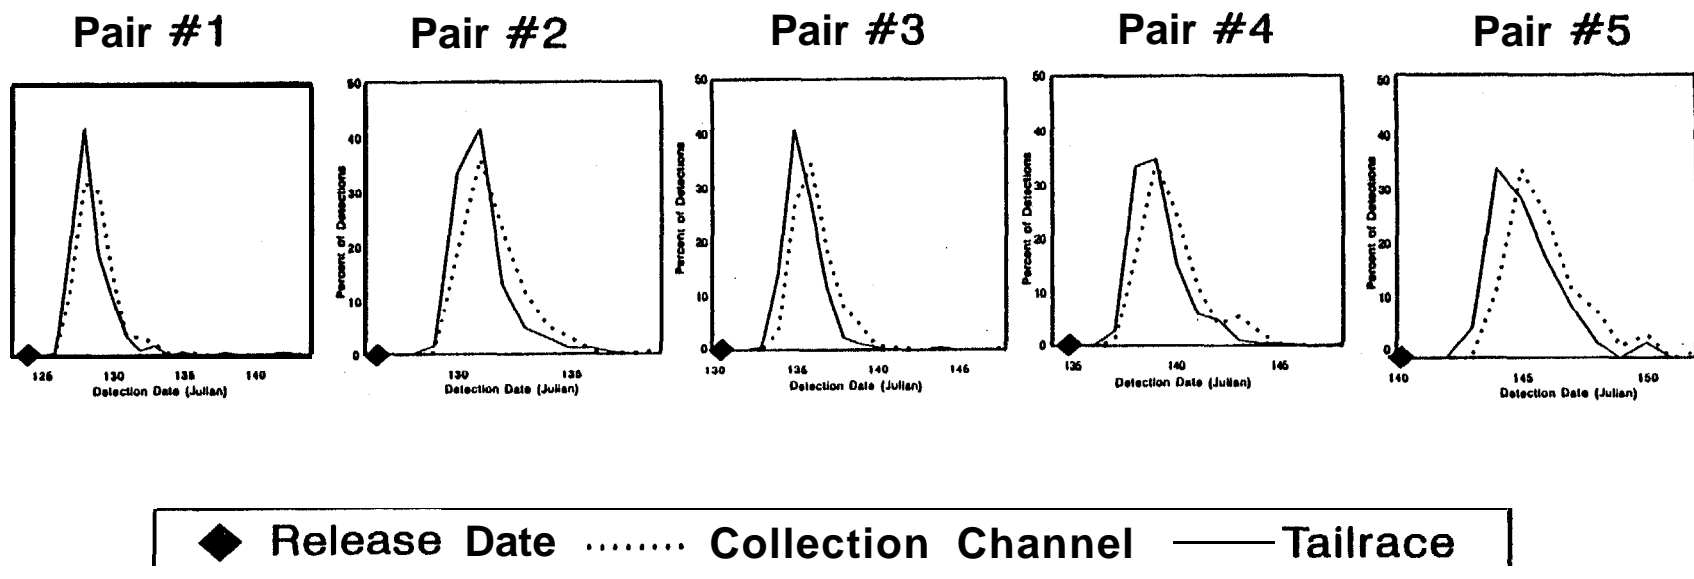 Pair #1
Pair #2
Pair #3
Pair #4
Pair #5
125 130 135 140
Detection Date (Julian)
Percent of Detections
50
40
30
20
10
0
130 135
Detection Date (Julian)
Percent of Detections
50
40
30
20
10
0
130 135 140 145
Detection Date (Julian)
Percent of Detections
50
40
30
20
10
0
135 140 145
Detection Date (Julian)
Percent of Detections
50
40
30
20
10
0
140 145 150
Detection Date (Julian)
Release Date Collection Channel Tailrace